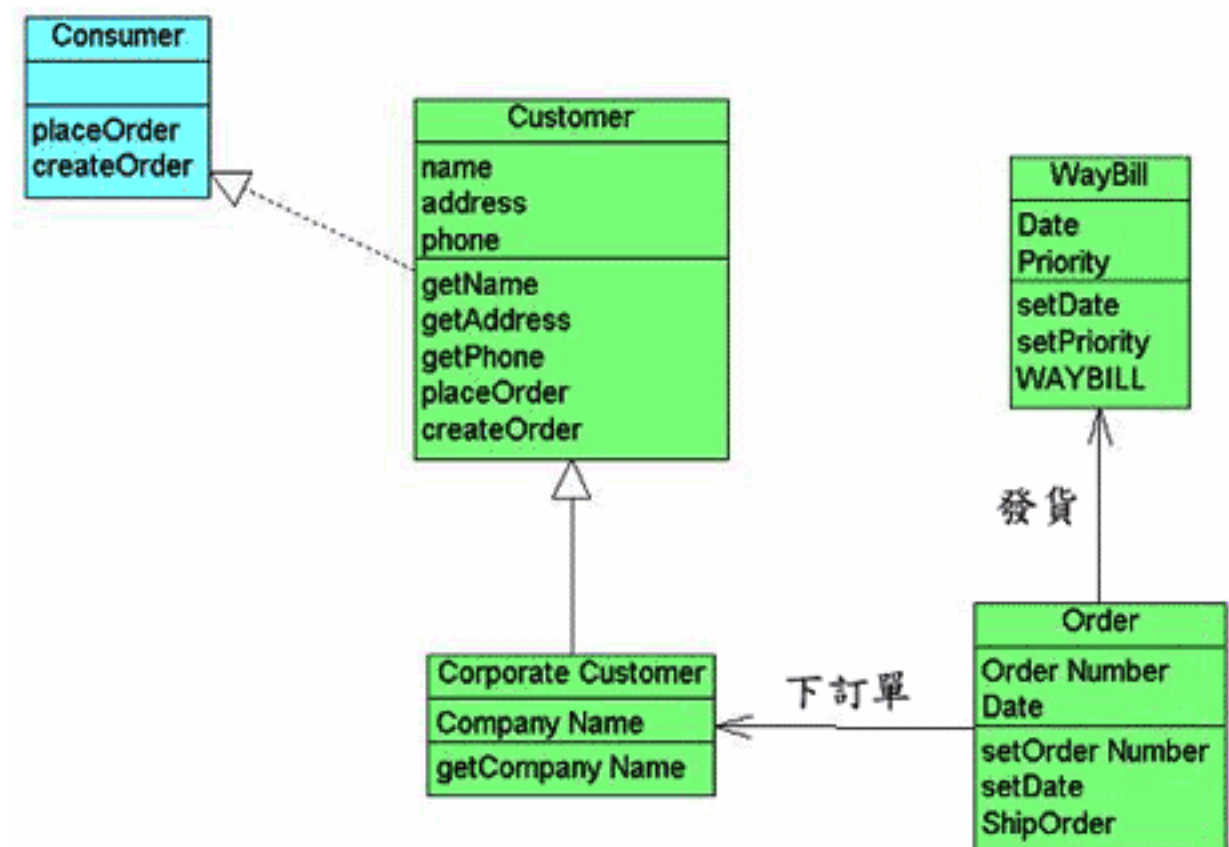 Consumer
placeOrder
createOrder
Customer
name
address
phone
getName
getAddress
getPhone
placeOrder
createOrder
WayBill
Date
Priority
setDate
setPriority
WAYBILL
發貨
Corporate Customer
Company Name
getCompany Name
下訂單
Order
Order Number
Date
setOrder Number
setDate
ShipOrder